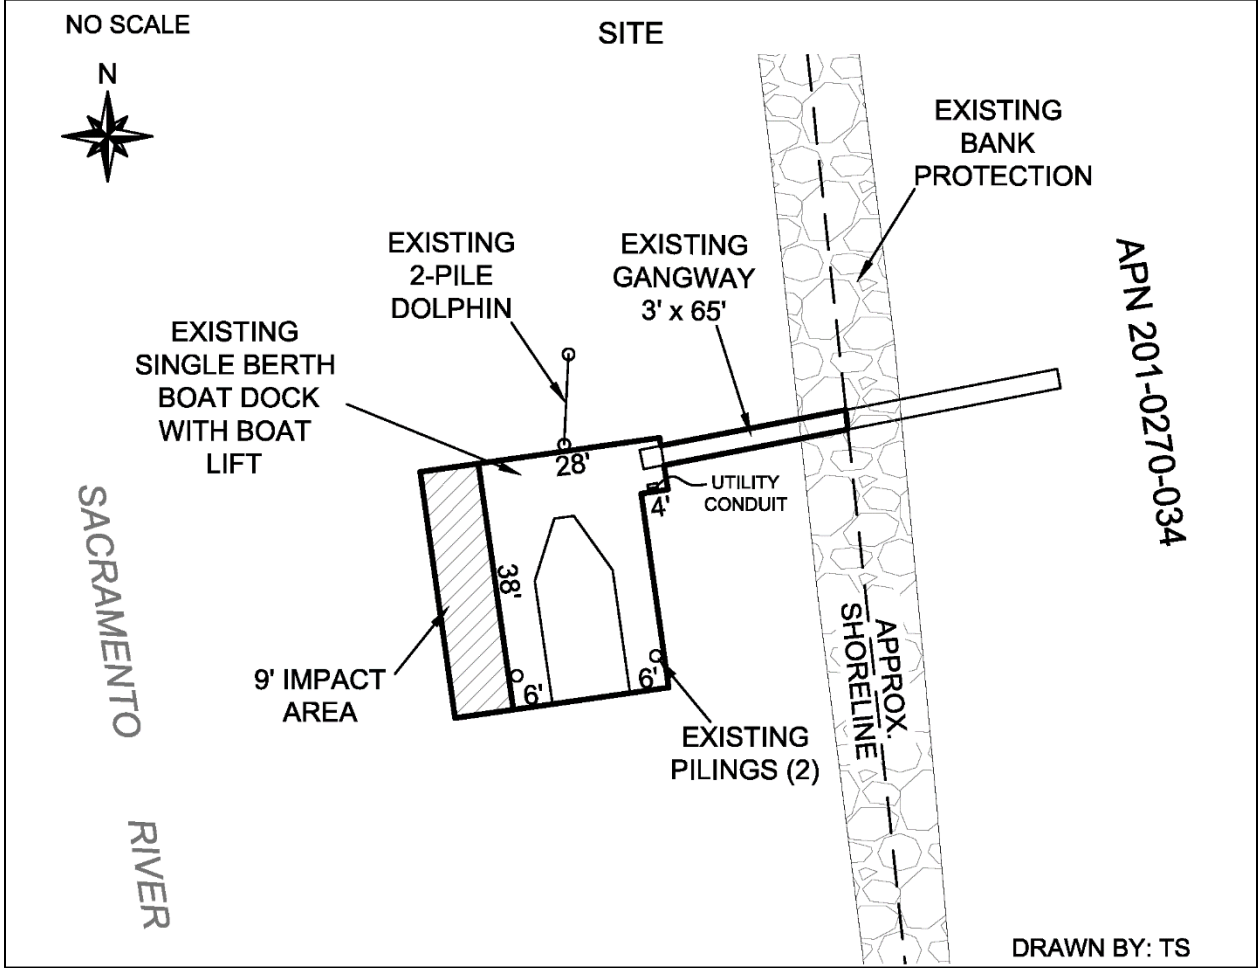 NO SCALE
SITE
N
EXISTING
BANK
PROTECTION
EXISTING
2-PILE
DOLPHIN
EXISTING
GANGWAY
3' x 65'
APN 201-0270-034
EXISTING
SINGLE BERTH
BOAT DOCK
WITH BOAT
LIFT
28'
UTILITY
CONDUIT
4'
38'
SACRAMENTO
RIVER
APPROX.
SHORELINE
9' IMPACT
AREA
6'
6'
EXISTING
PILINGS (2)
DRAWN BY: TS